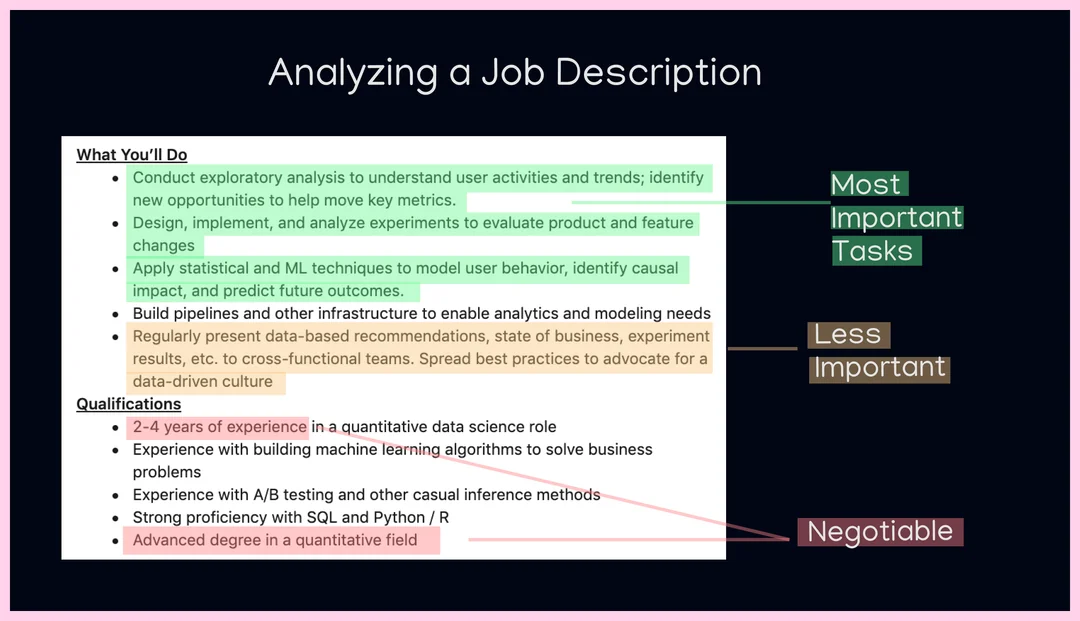 Analyzing a Job Description
What You'll Do
• Conduct exploratory analysis to understand user activities and trends; identify
new opportunities to help move key metrics.
• Design, implement, and analyze experiments to evaluate product and feature
changes
• Apply statistical and ML techniques to model user behavior, identify causal
impact, and predict future outcomes.
• Build pipelines and other infrastructure to enable analytics and modeling needs
• Regularly present data-based recommendations, state of business, experiment
results, etc. to cross-functional teams. Spread best practices to advocate for a
data-driven culture
Qualifications
• 2-4 years of experience in a quantitative data science role
• Experience with building machine learning algorithms to solve business
problems
• Experience with A/B testing and other casual inference methods
• Strong proficiency with SQL and Python / R
• Advanced degree in a quantitative field
Most
Important
Tasks
Less
Important
Negotiable